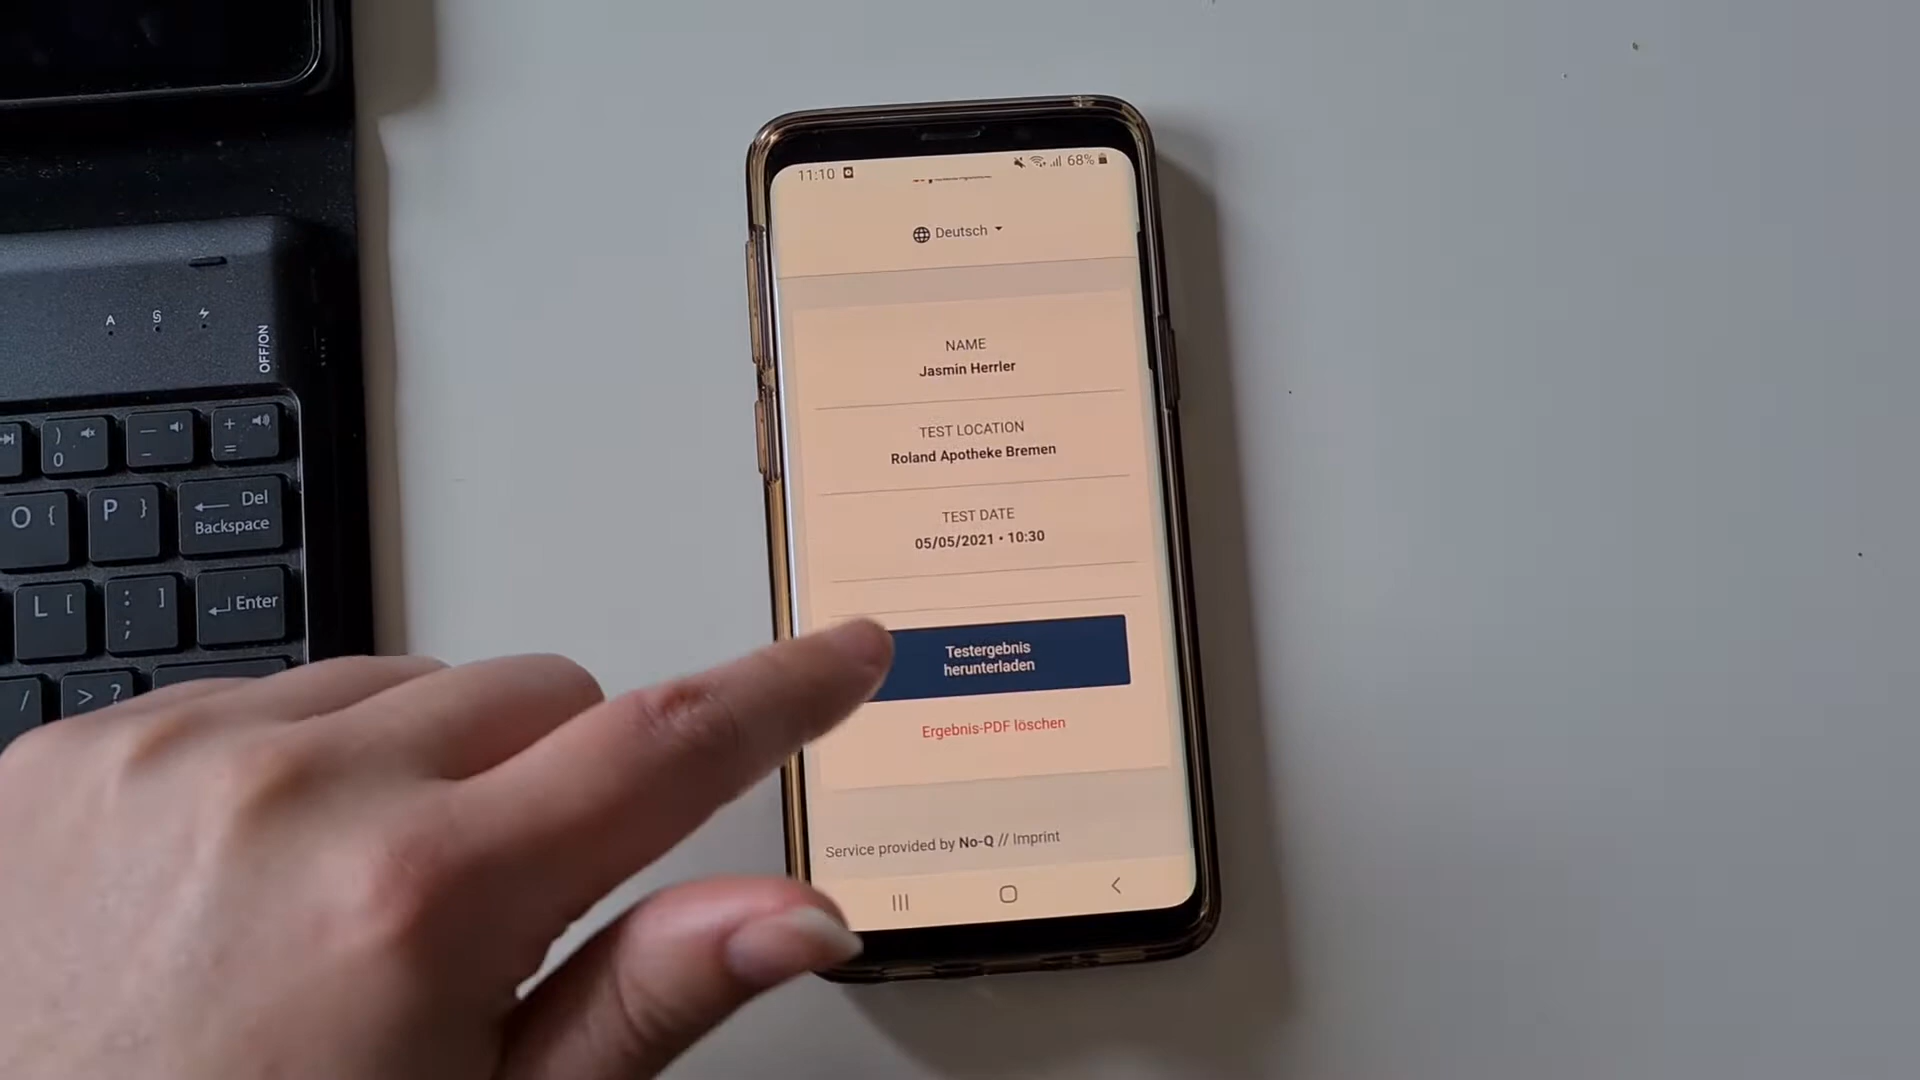 11:10
68%
Deutsch
NAME
Jasmin Herrler
TEST LOCATION
Roland Apotheke Bremen
TEST DATE
05/05/2021 • 10:30
Testergebnis
herunterladen
Ergebnis-PDF löschen
Service provided by No-Q // Imprint
A
OFF/ON
) 0
— -
+ =
O {
P }
Del
Backspace
L [
: ] ;
Enter
/
> ?